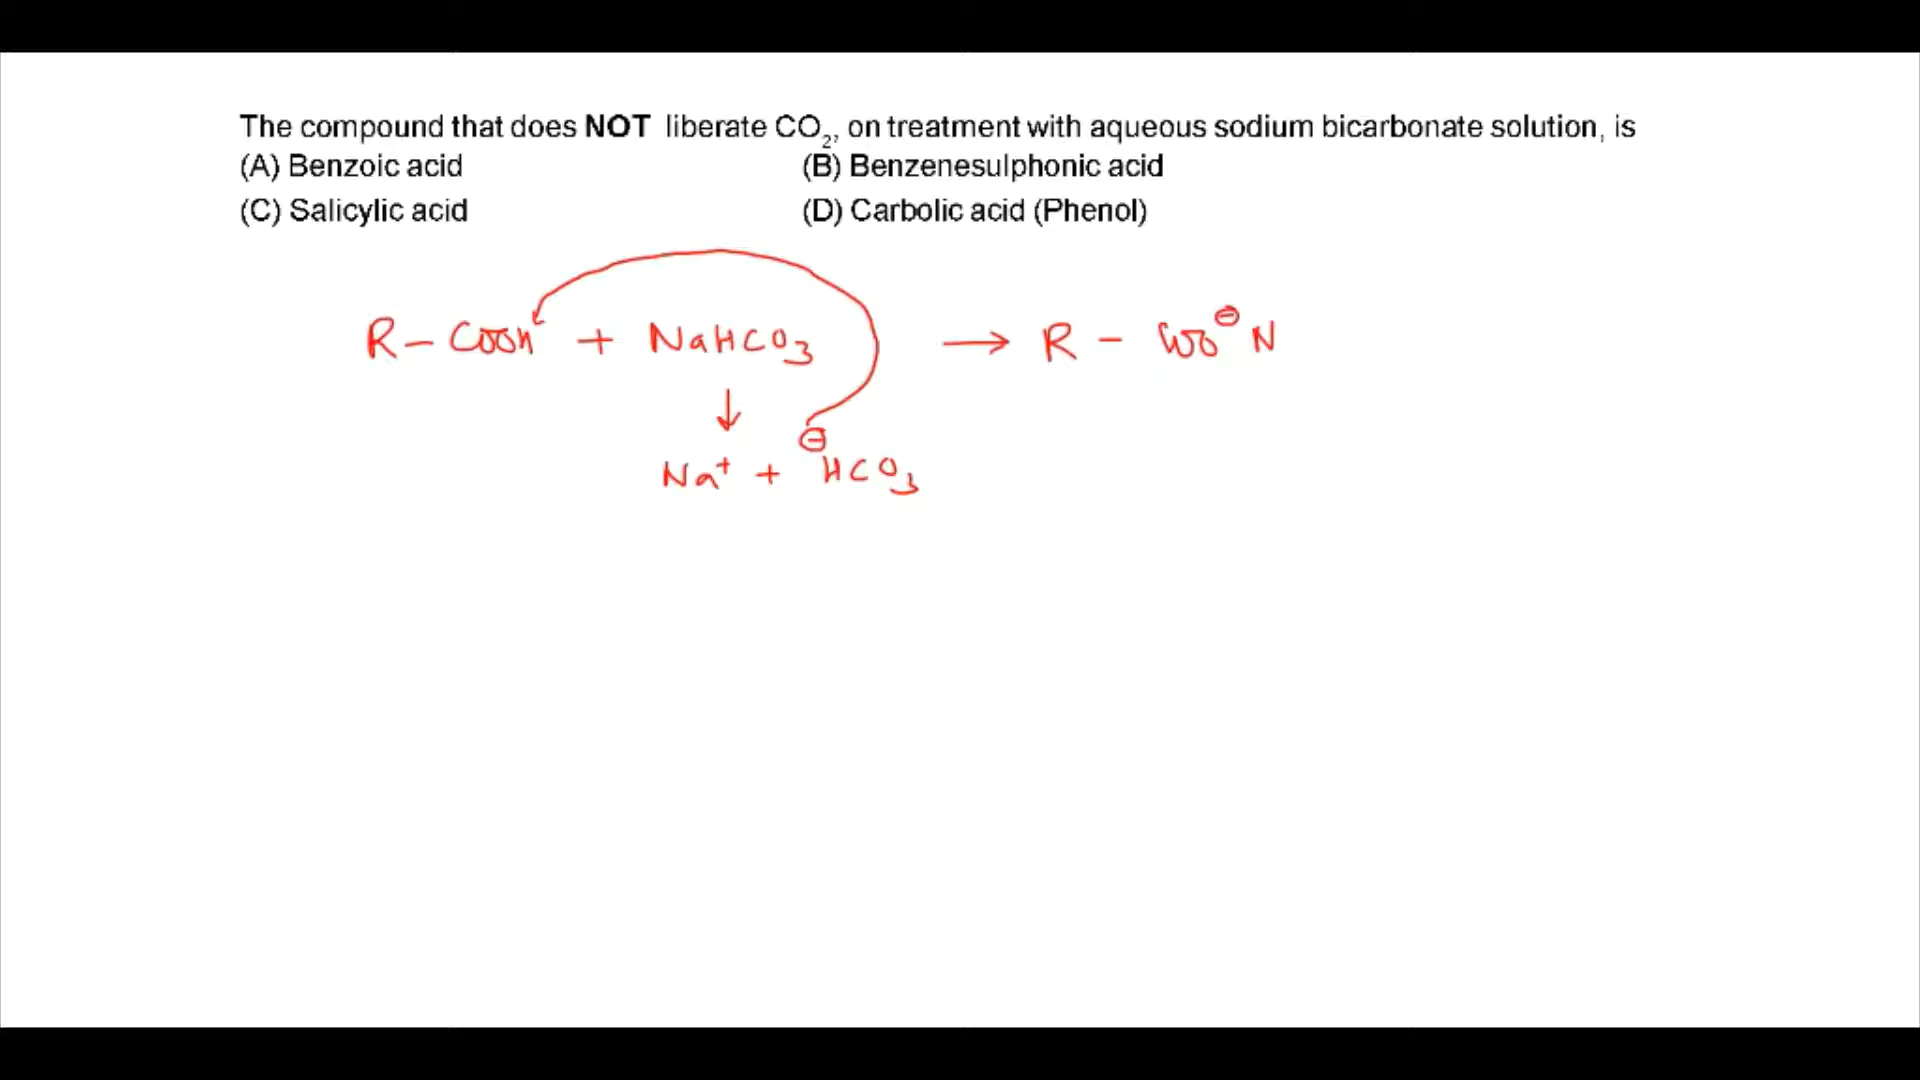 The compound that does NOT liberate CO₂, on treatment with aqueous sodium bicarbonate solution, is
(A) Benzoic acid (B) Benzenesulphonic acid
(C) Salicylic acid (D) Carbolic acid (Phenol)
R – COOH + NaHCO₃ → R – COO⊖ N
↓
Na⁺ + ⊖HCO₃